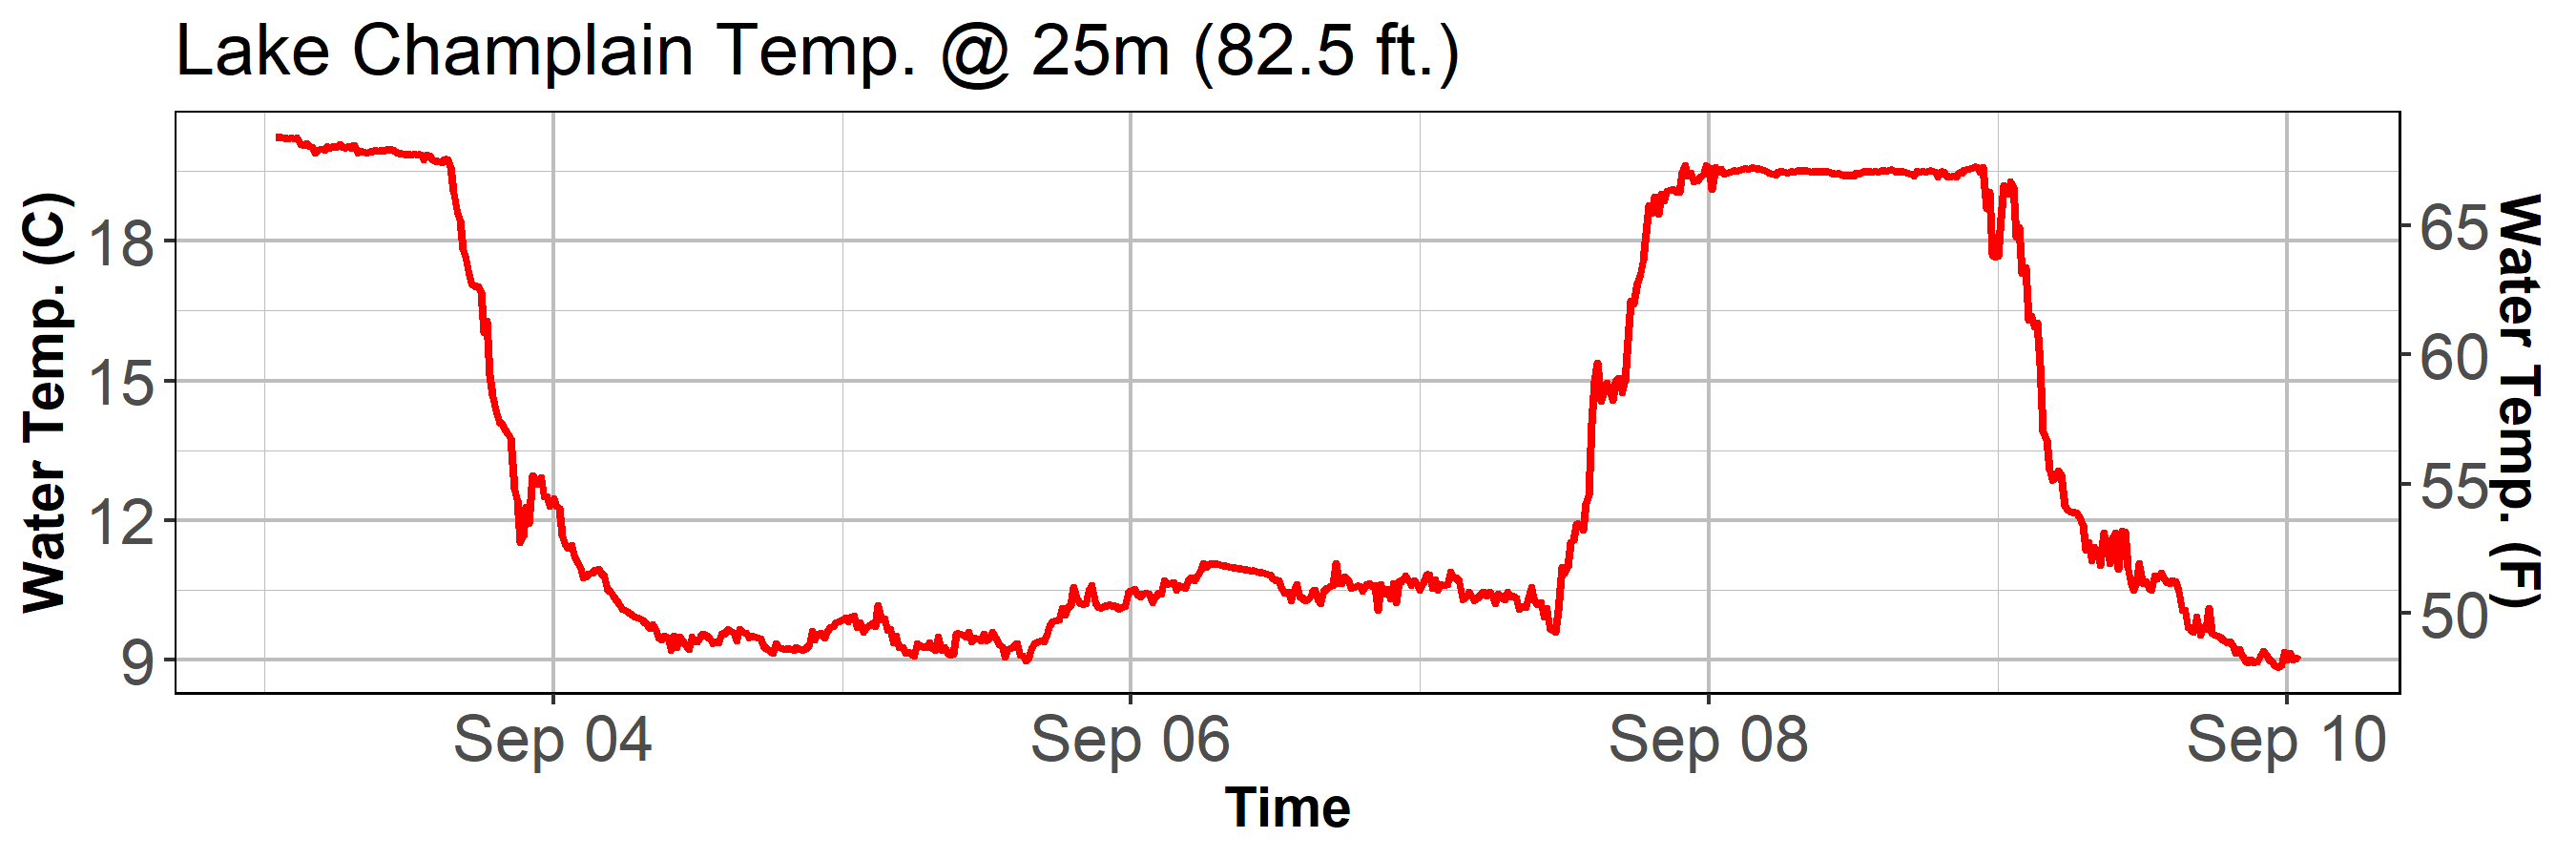 Lake Champlain Temp. @ 25m (82.5 ft.)
Water Temp. (C)
18
15
12
9
65
60
55
50
Water Temp. (F)
Sep 04
Sep 06
Sep 08
Sep 10
Time